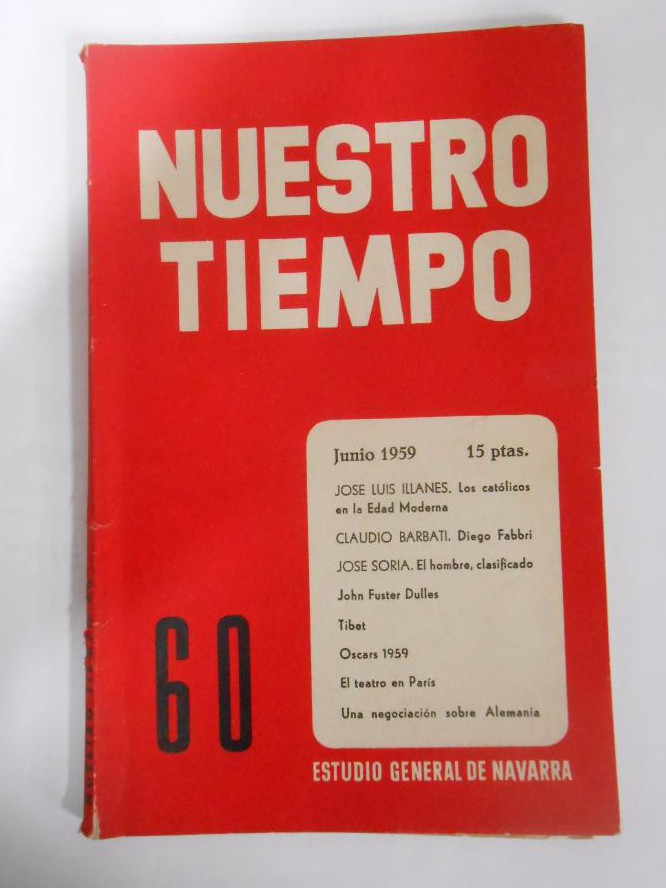 NUESTRO
TIEMPO
Junio 1959 15 ptas.
JOSE LUIS ILLANES. Los católicos
en la Edad Moderna
CLAUDIO BARBATI. Diego Fabbri
JOSE SORIA. El hombre, clasificado
John Fuster Dulles
Tibet
Oscars 1959
El teatro en París
Una negociación sobre Alemania
60
ESTUDIO GENERAL DE NAVARRA